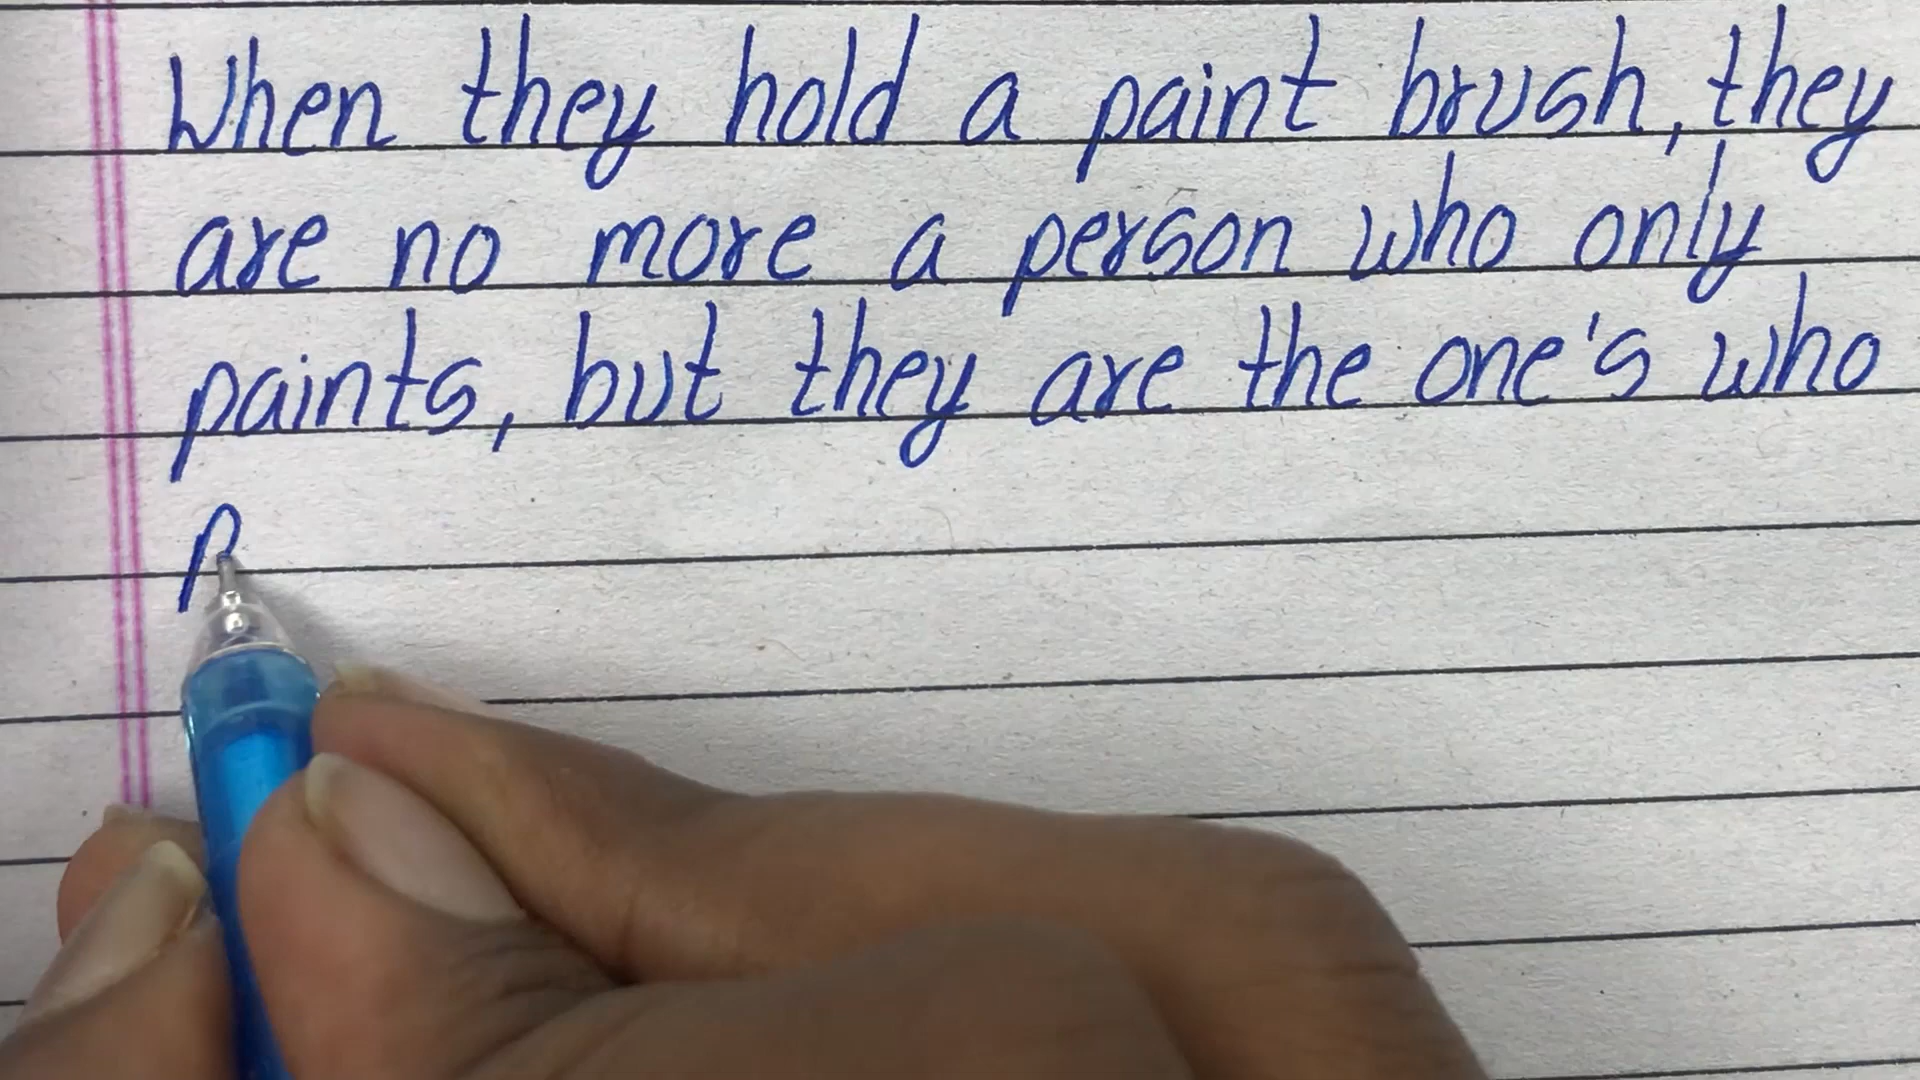 When they hold a paint brush, they
are no more a person who only
paints, but they are the one's who
p